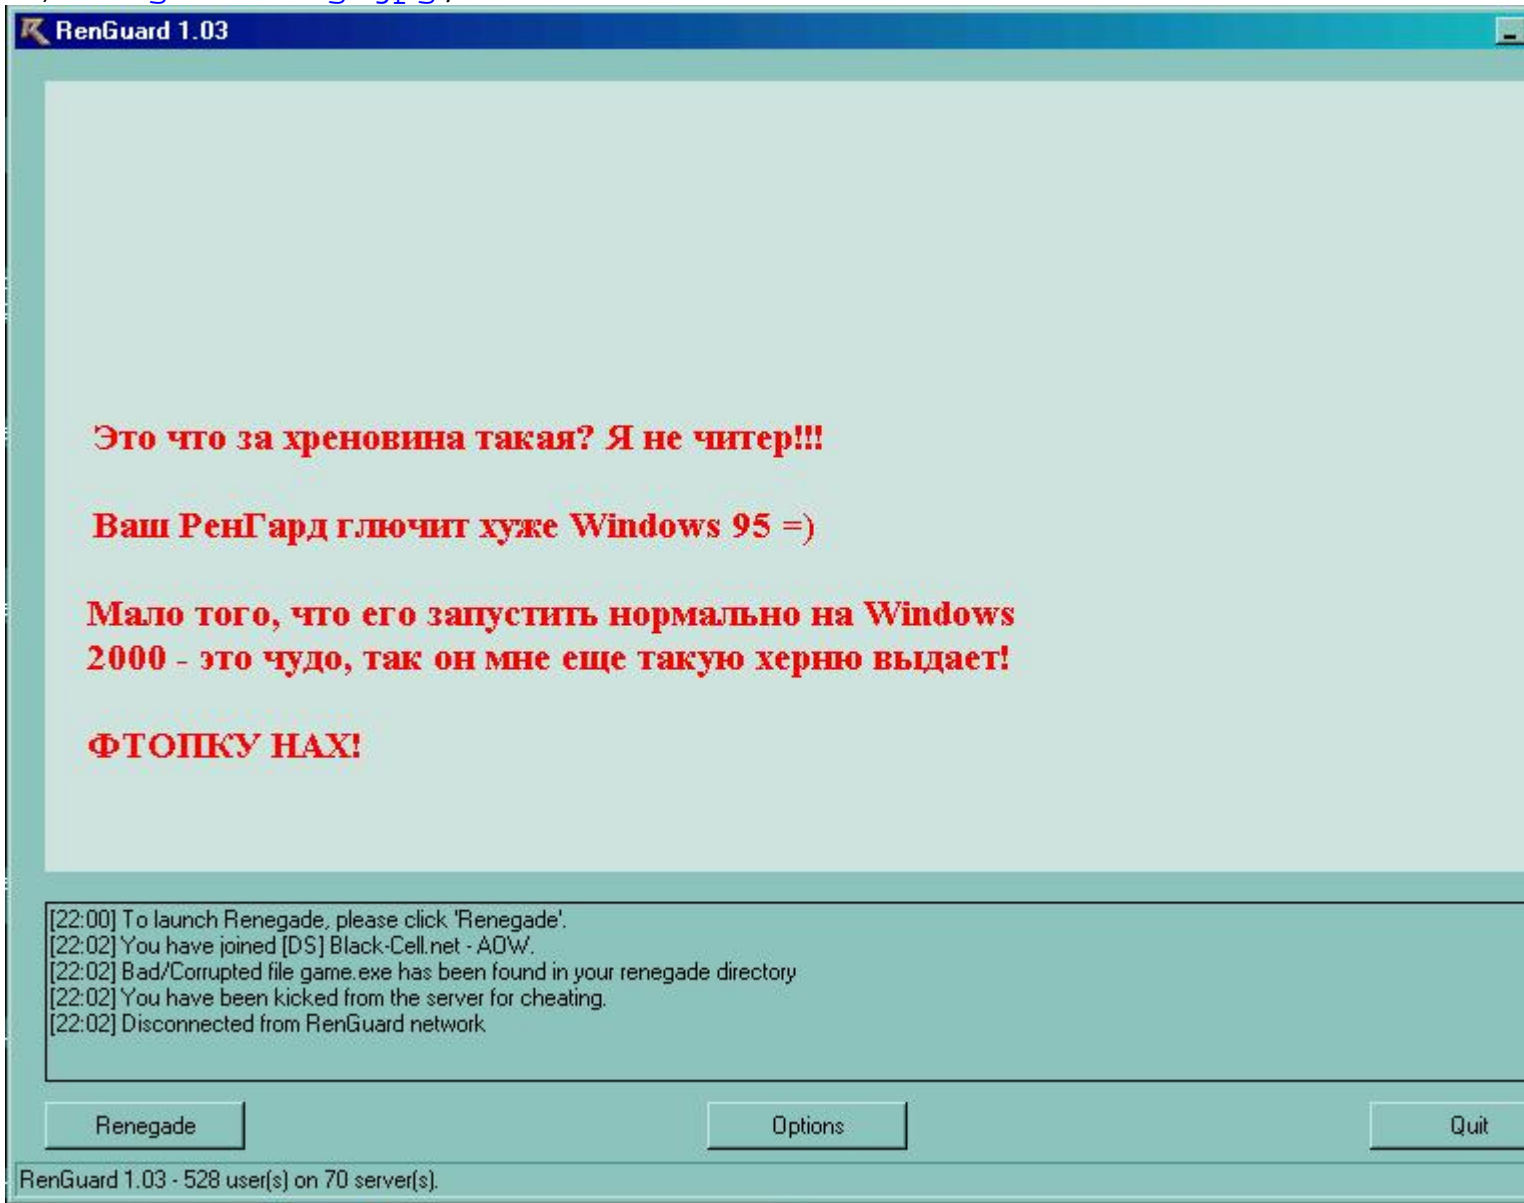 RenGuard 1.03
Это что за хреновина такая? Я не читер!!!
Ваш РенГард глючит хуже Windows 95 =)
Мало того, что его запустить нормально на Windows
2000 - это чудо, так он мне еще такую херню выдает!
ФТОПКУ НАХ!
[22:00] To launch Renegade, please click 'Renegade'.
[22:02] You have joined [DS] Black-Cell.net - AOW.
[22:02] Bad/Corrupted file game.exe has been found in your renegade directory
[22:02] You have been kicked from the server for cheating.
[22:02] Disconnected from RenGuard network
Renegade
Options
Quit
RenGuard 1.03 - 528 user(s) on 70 server(s).